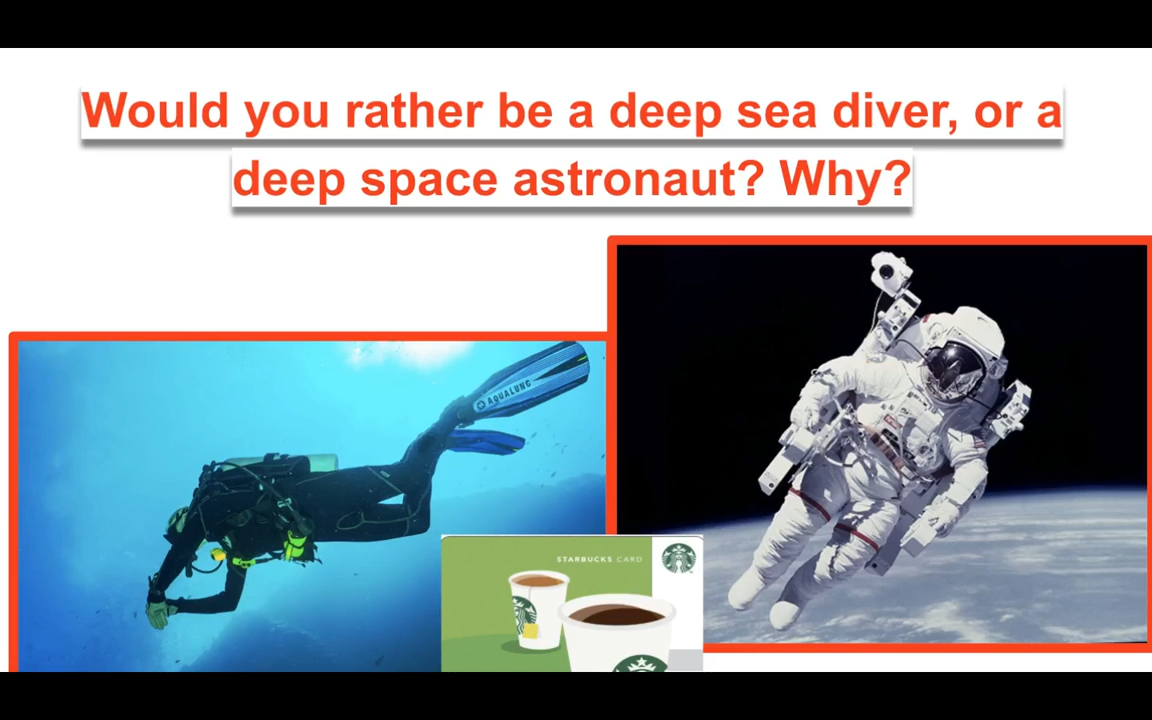 Would you rather be a deep sea diver, or a
deep space astronaut? Why?
AQUALUNG
STARBUCKS CARD